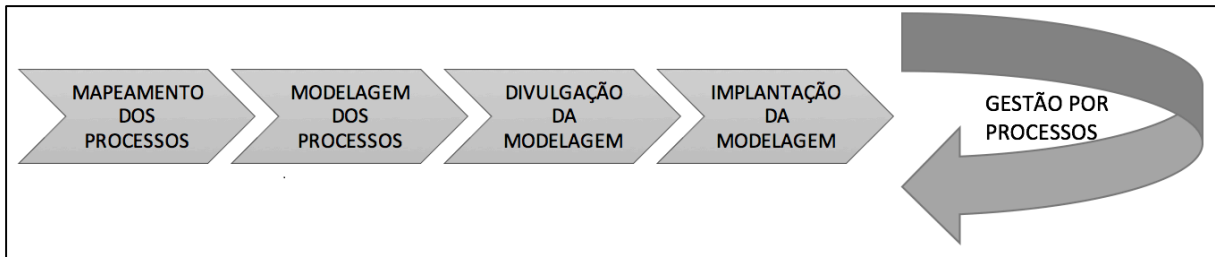 MAPEAMENTO
DOS
PROCESSOS
MODELAGEM
DOS
PROCESSOS
DIVULGAÇÃO
DA
MODELAGEM
IMPLANTAÇÃO
DA
MODELAGEM
GESTÃO POR
PROCESSOS